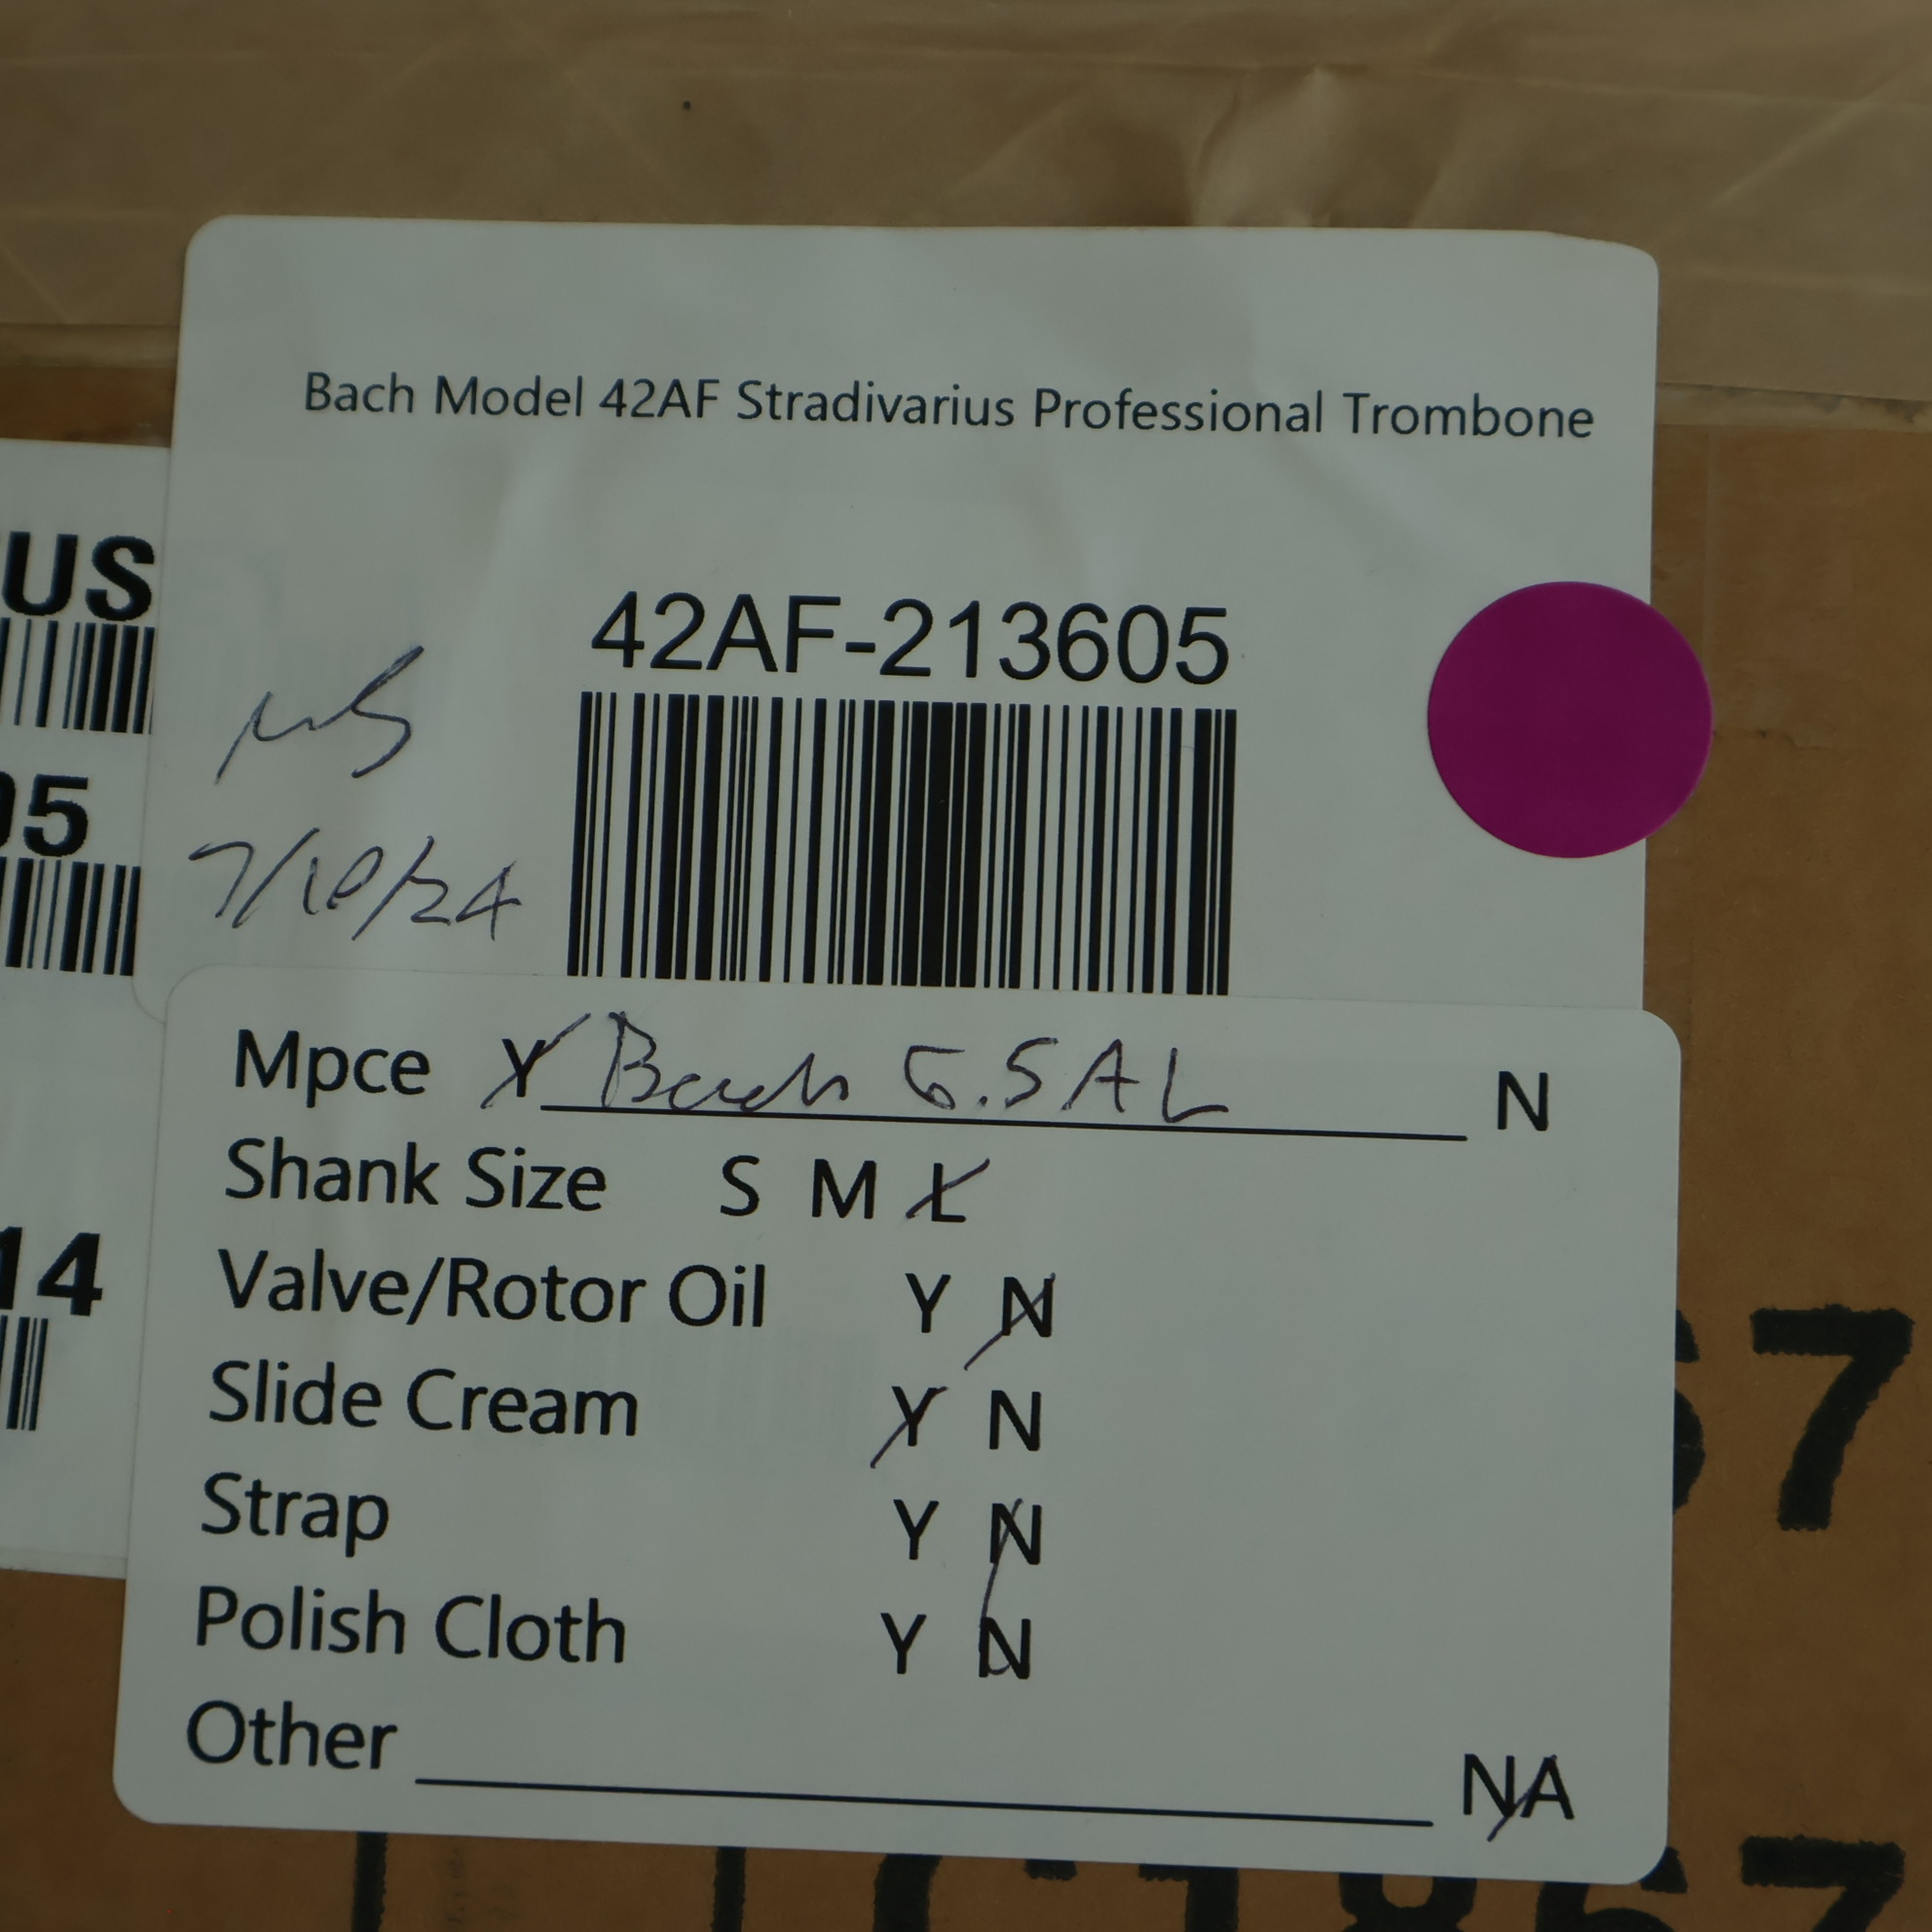 Bach Model 42AF Stradivarius Professional Trombone
US
42AF-213605
05
7/10/24
Mpce Y Bach 6.5AL N
Shank Size S M L
14
Valve/Rotor Oil Y N
67
Slide Cream Y N
Strap Y N
Polish Cloth Y N
Other NA